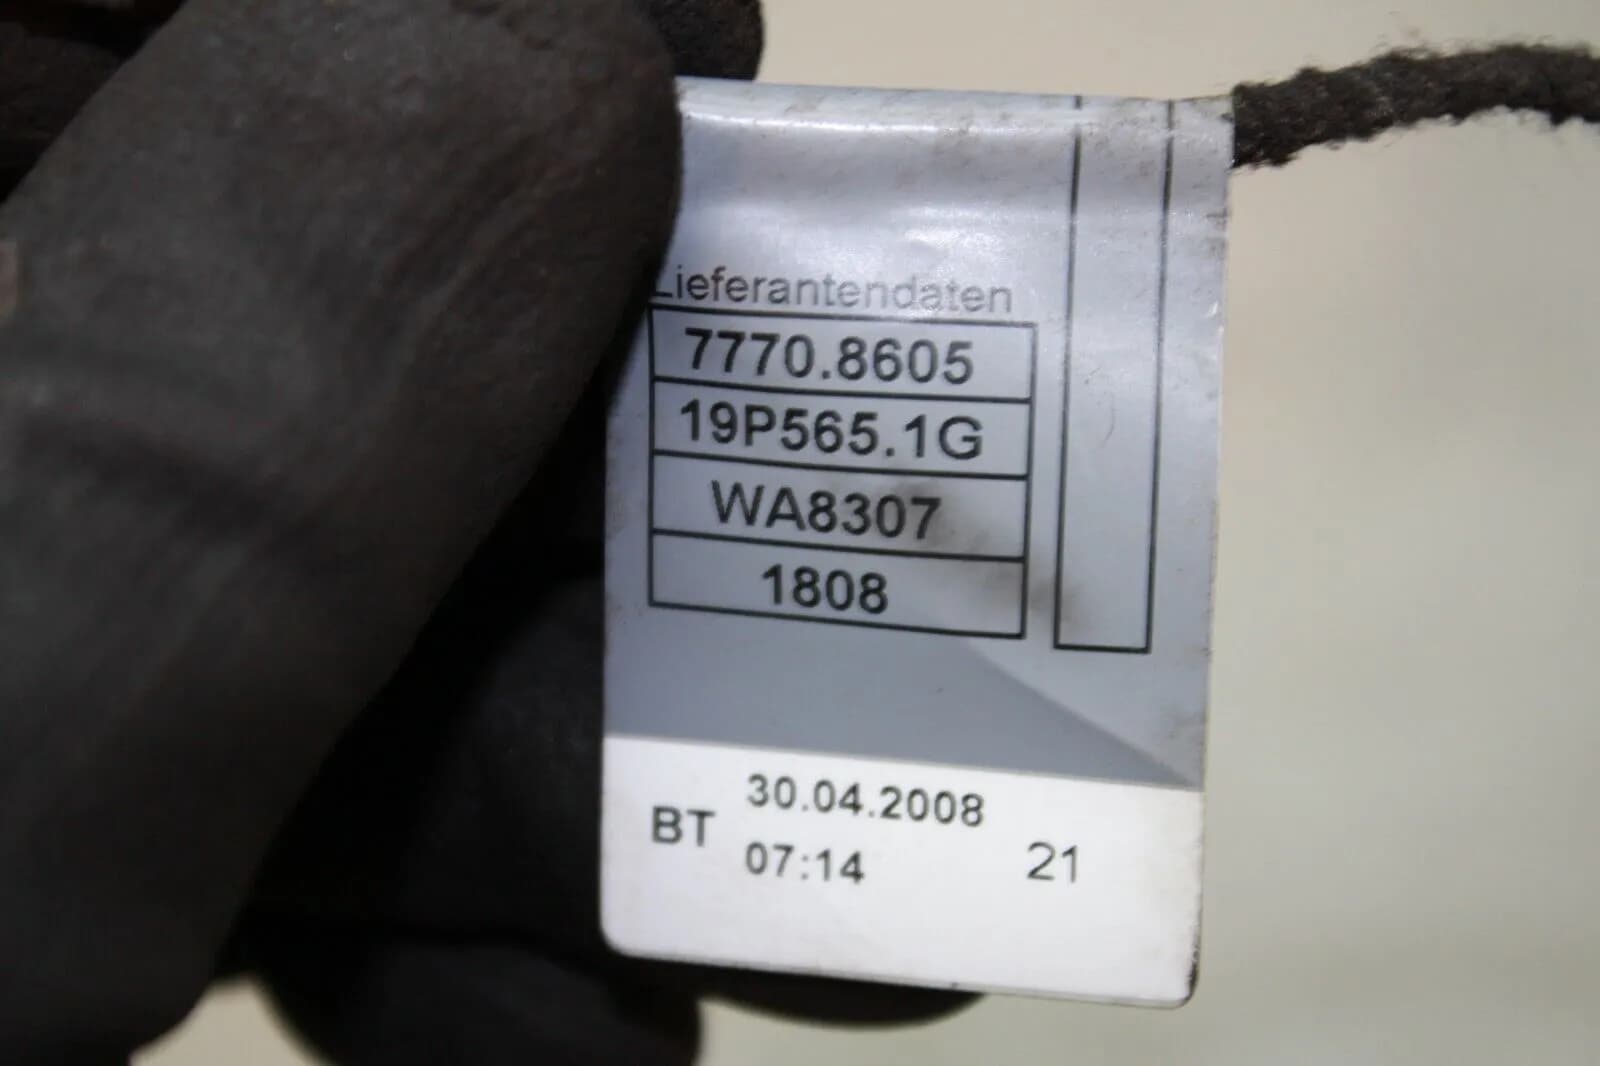 Lieferantendaten
7770.8605
19P565.1G
WA8307
1808
BT 30.04.2008
07:14 21